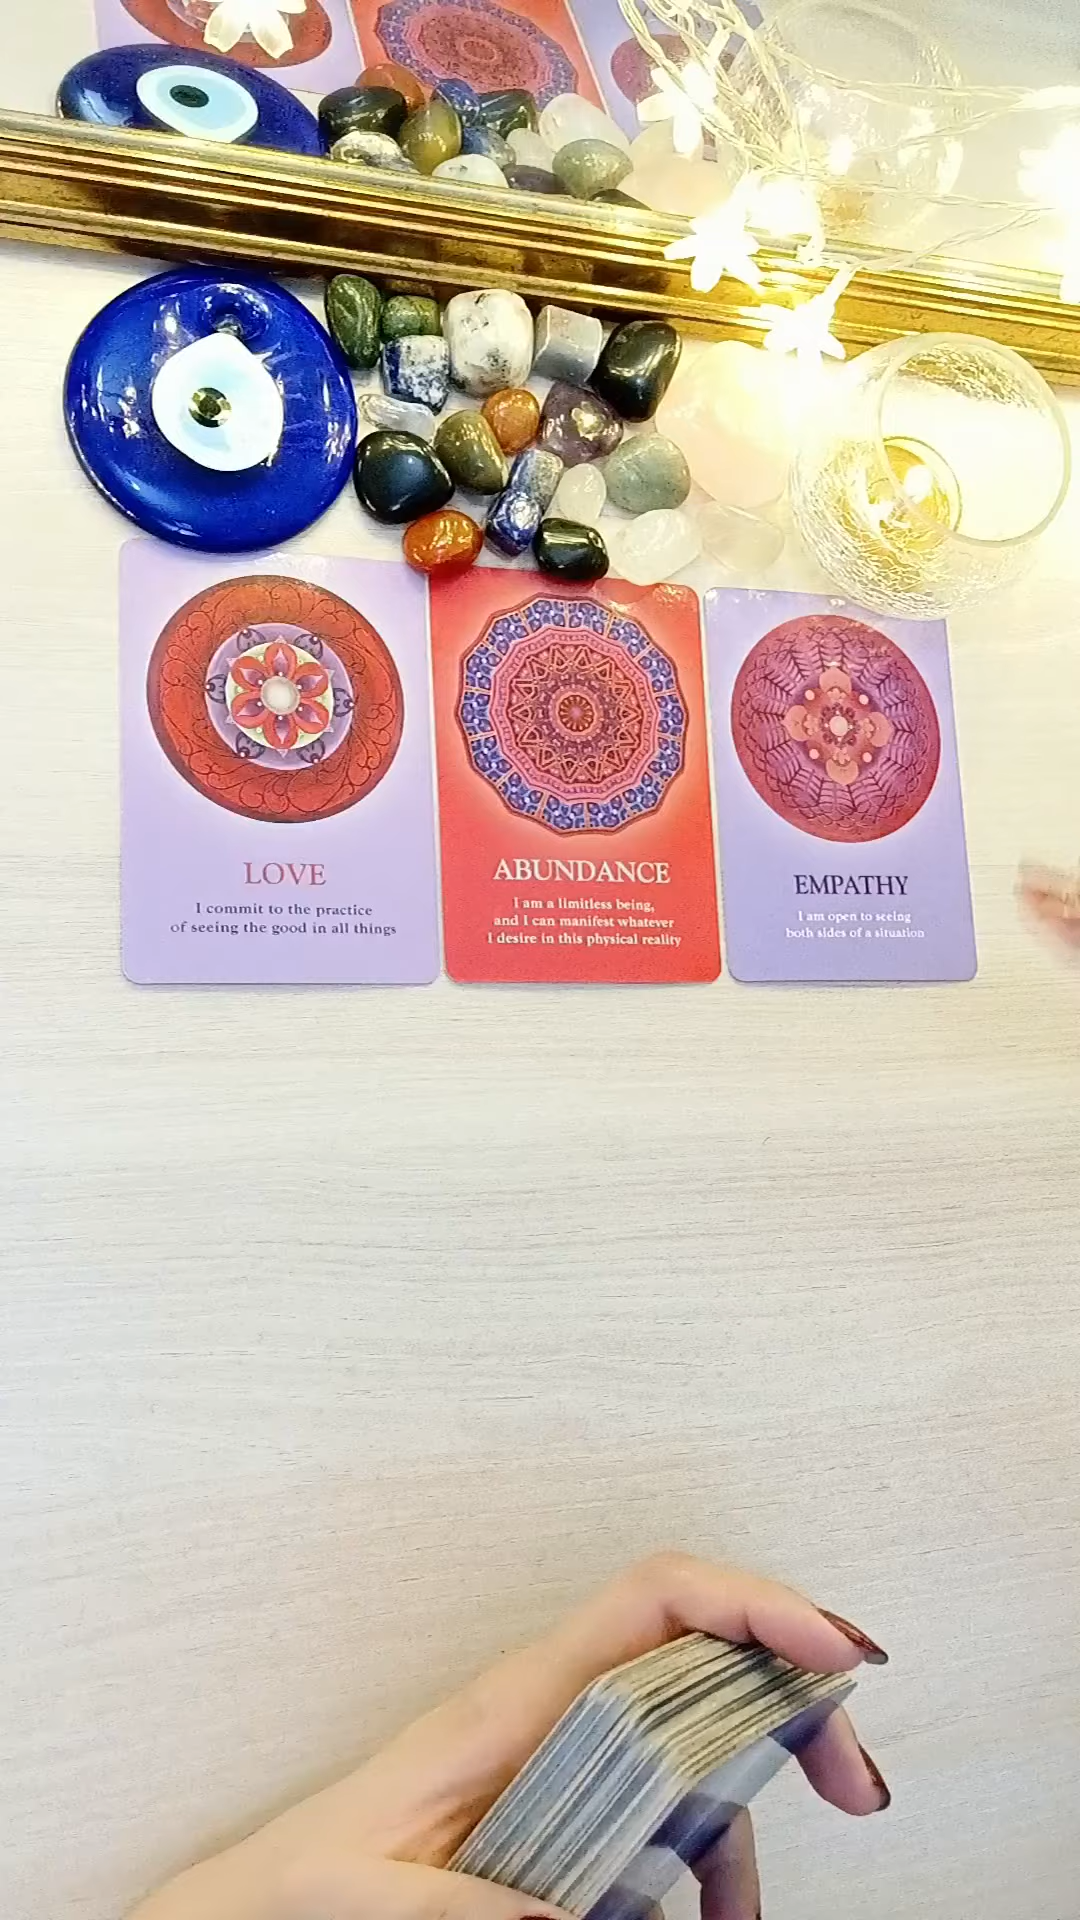 LOVE
I commit to the practice
of seeing the good in all things
ABUNDANCE
I am a limitless being,
and I can manifest whatever
I desire in this physical reality
EMPATHY
I am open to seeing
both sides of a situation